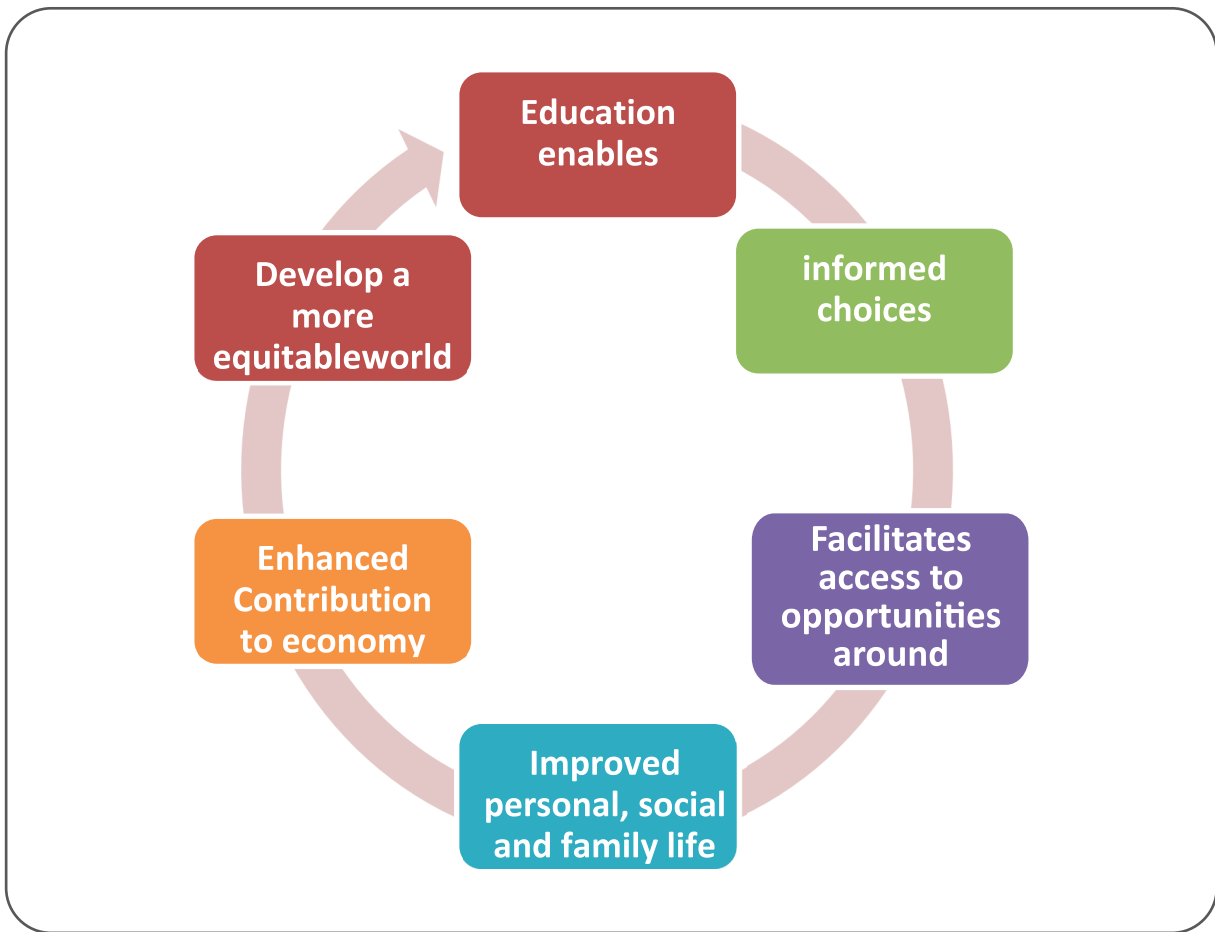 Education
enables
informed
choices
Facilitates
access to
opportunities
around
Improved
personal, social
and family life
Enhanced
Contribution
to economy
Develop a
more
equitableworld